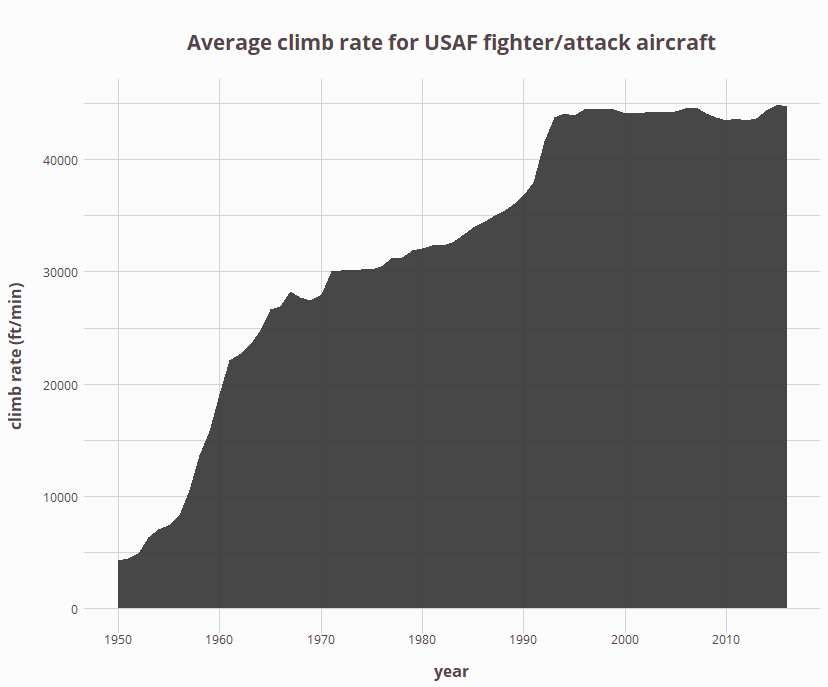 Average climb rate for USAF fighter/attack aircraft
climb rate (ft/min)
40000
30000
20000
10000
0
1950 1960 1970 1980 1990 2000 2010
year